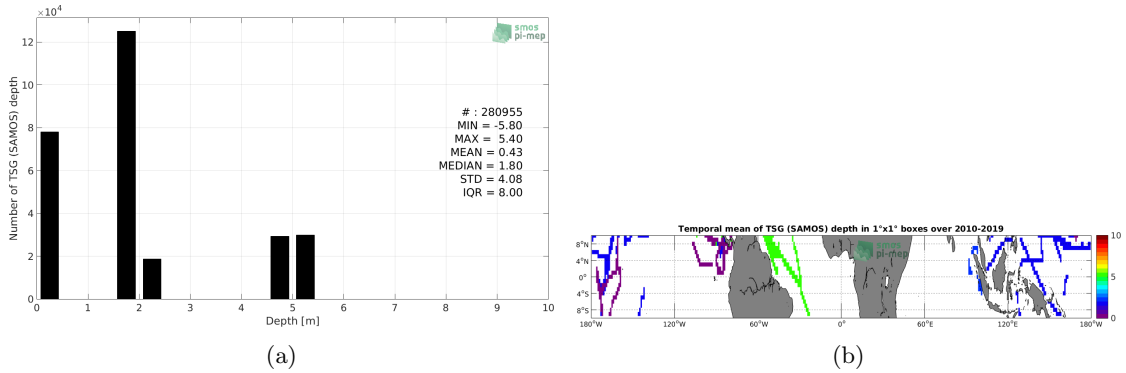 ×10⁴
12
10
8
6
4
2
0
Number of TSG (SAMOS) depth
smos
pi-mep
# : 280955
MIN = -5.80
MAX = 5.40
MEAN = 0.43
MEDIAN = 1.80
STD = 4.08
IQR = 8.00
0 1 2 3 4 5 6 7 8 9 10
Depth [m]
(a)
Temporal mean of TSG (SAMOS) depth in 1°x1° boxes over 2010-2019
smos
pi-mep
8°N
4°N
0°
4°S
8°S
180°W 120°W 60°W 0° 60°E 120°E 180°W
10
5
0
(b)